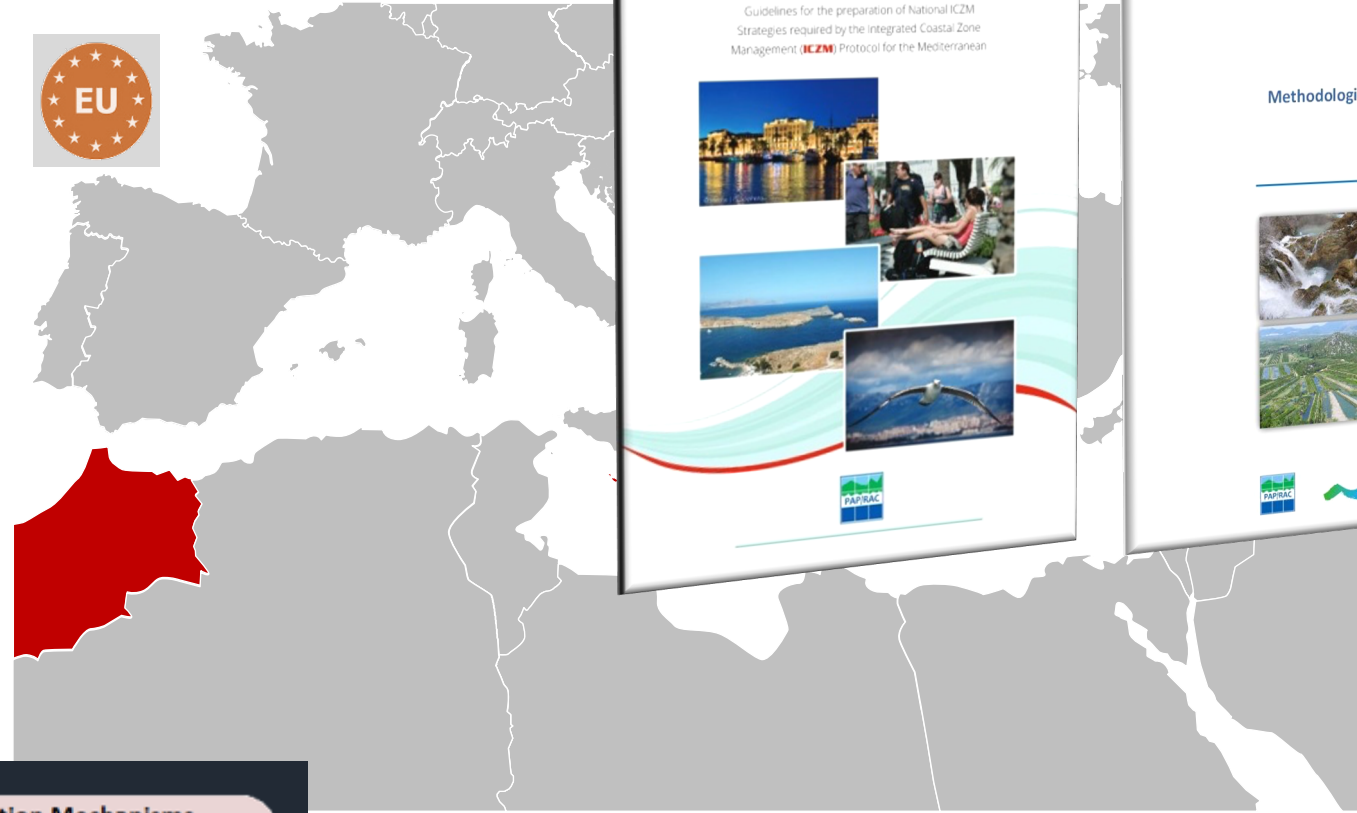 EU
Guidelines for the preparation of National ICZM
Strategies required by the Integrated Coastal Zone
Management (ICZM) Protocol for the Mediterranean
PAP/RAC
PAP/RAC